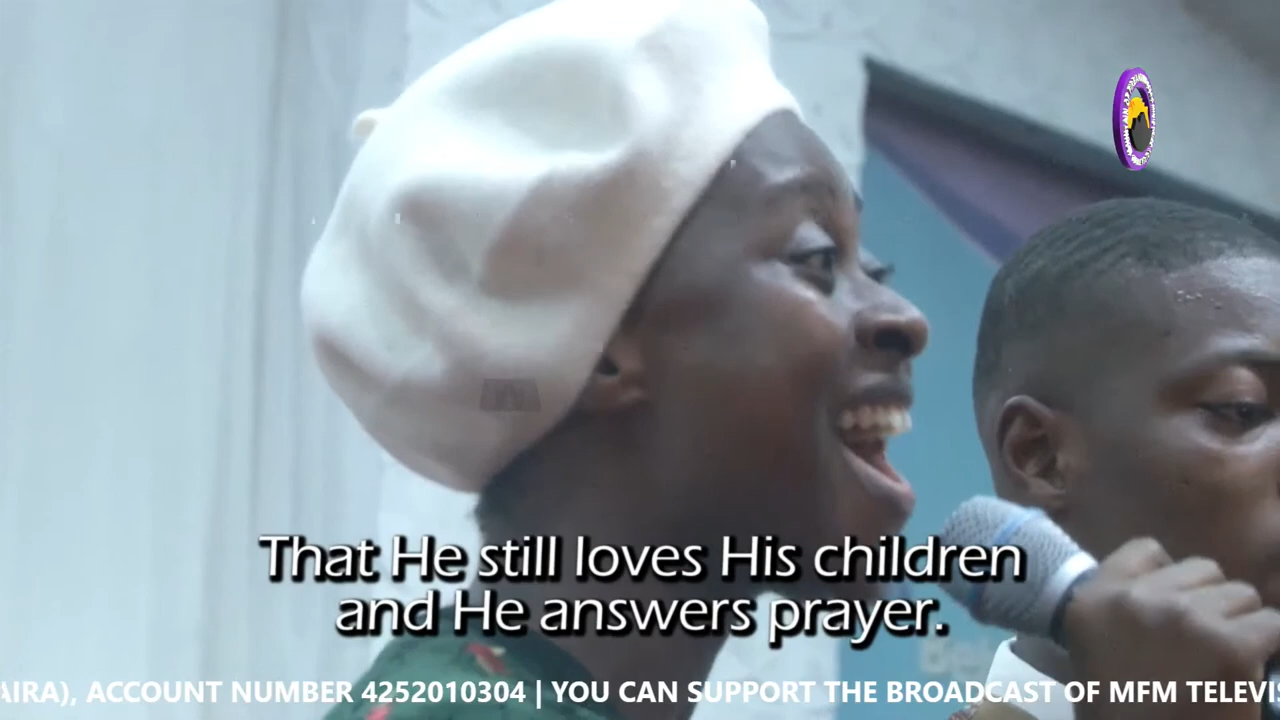 That He still loves His children
and He answers prayer.
AIRA), ACCOUNT NUMBER 4252010304 | YOU CAN SUPPORT THE BROADCAST OF MFM TELEVIS